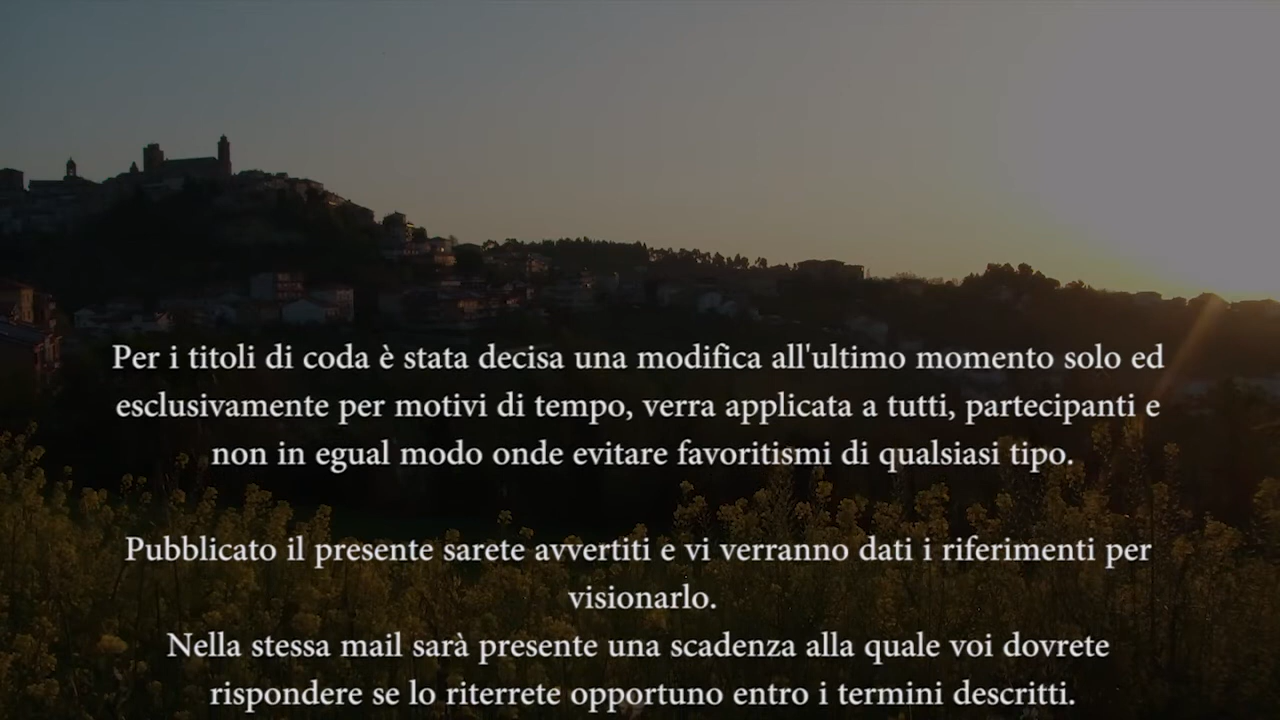 Per i titoli di coda è stata decisa una modifica all'ultimo momento solo ed
esclusivamente per motivi di tempo, verra applicata a tutti, partecipanti e
non in egual modo onde evitare favoritismi di qualsiasi tipo.
Pubblicato il presente sarete avvertiti e vi verranno dati i riferimenti per
visionarlo.
Nella stessa mail sarà presente una scadenza alla quale voi dovrete
rispondere se lo riterrete opportuno entro i termini descritti.